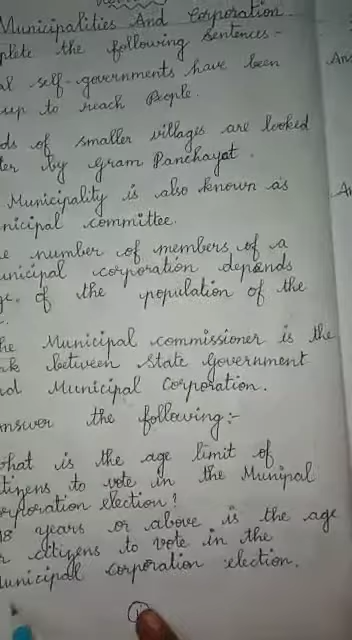 Municipalities And Corporation
plete the following Sentences -
al self-governments have been
up to reach People.
ds of smaller villages are looked
ter by Gram Panchayat.
Municipality is also known as
nicipal committee.
e number of members of a
unicipal corporation depends
of the population of the
he Municipal commissioner is the
k between State Government
nd Municipal Corporation.
nswer the following:-
hat is the age limit of
tizens to vote in the Munipal
orporation election?
18 years or above is the age
r citizens to vote in the
unicipal corporation election.
An
A
1